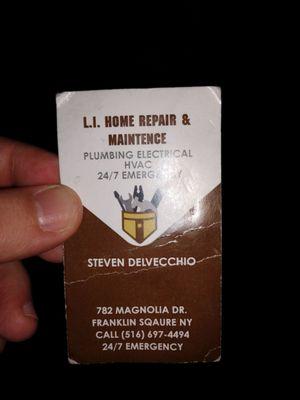 L.I. HOME REPAIR &
MAINTENCE
PLUMBING ELECTRICAL
HVAC
24/7 EMERGENCY
STEVEN DELVECCHIO
782 MAGNOLIA DR.
FRANKLIN SQAURE NY
CALL (516) 697-4494
24/7 EMERGENCY